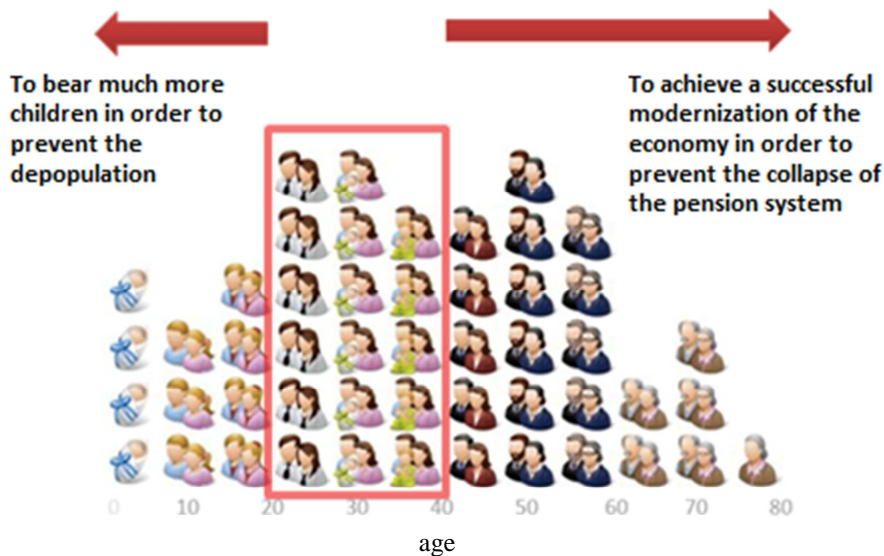 To bear much more
children in order to
prevent the
depopulation
To achieve a successful
modernization of the
economy in order to
prevent the collapse of
the pension system
0 10 20 30 40 50 60 70 80
age